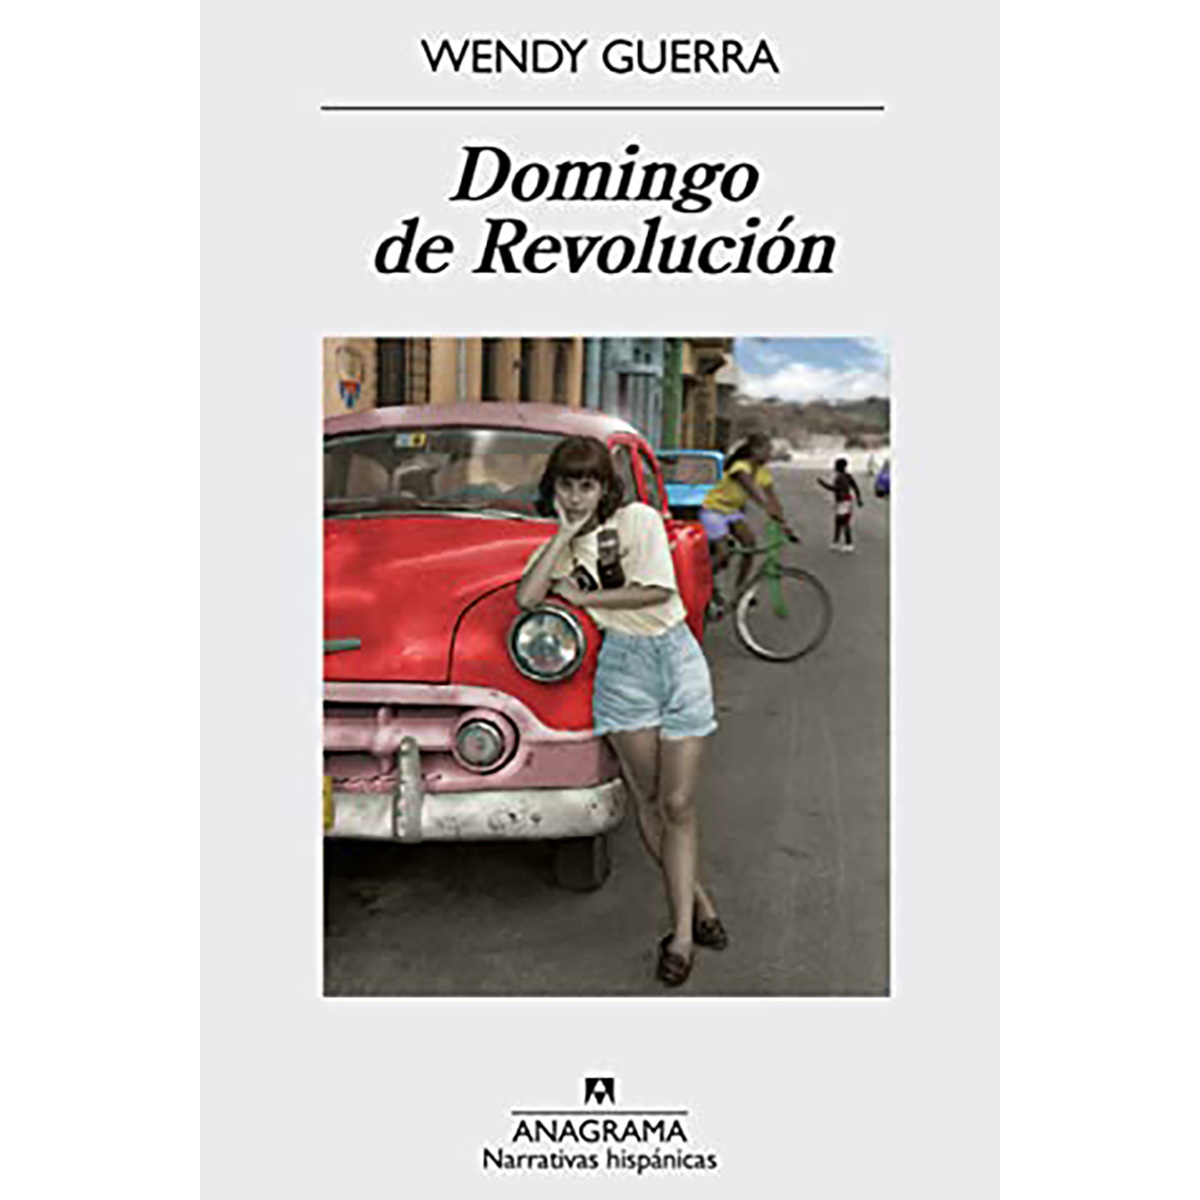 WENDY GUERRA
Domingo
de Revolución
ANAGRAMA
Narrativas hispánicas